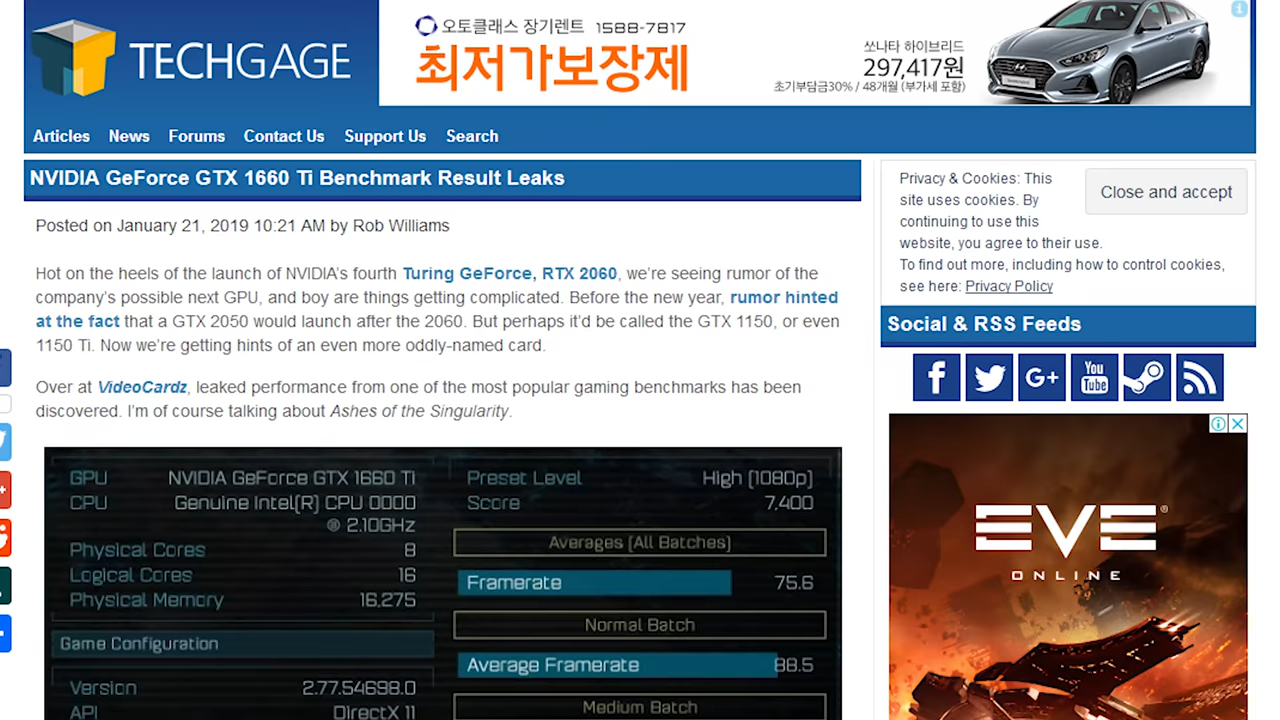 TECHGAGE
오토클래스 장기렌트 1588-7817
최저가보장제
쏘나타 하이브리드
297,417원
초기부담금30% / 48개월 (부가세 포함)
Articles News Forums Contact Us Support Us Search
NVIDIA GeForce GTX 1660 Ti Benchmark Result Leaks
Posted on January 21, 2019 10:21 AM by Rob Williams
Hot on the heels of the launch of NVIDIA's fourth Turing GeForce, RTX 2060, we're seeing rumor of the
company's possible next GPU, and boy are things getting complicated. Before the new year, rumor hinted
at the fact that a GTX 2050 would launch after the 2060. But perhaps it'd be called the GTX 1150, or even
1150 Ti. Now we're getting hints of an even more oddly-named card.
Over at VideoCardz, leaked performance from one of the most popular gaming benchmarks has been
discovered. I'm of course talking about Ashes of the Singularity.
GPU NVIDIA GeForce GTX 1660 Ti
CPU Genuine Intel(R) CPU 0000
@ 2.10GHz
Physical Cores 8
Logical Cores 16
Physical Memory 16,275
Game Configuration
Version 2.77.54698.0
API DirectX 11
Preset Level High [1080p]
Score 7,400
Averages [All Batches]
Framerate 75.6
Normal Batch
Average Framerate 88.5
Medium Batch
Privacy & Cookies: This
site uses cookies. By
continuing to use this
website, you agree to their use.
To find out more, including how to control cookies,
see here: Privacy Policy
Close and accept
Social & RSS Feeds
f G+ You Tube
EVE®
ONLINE